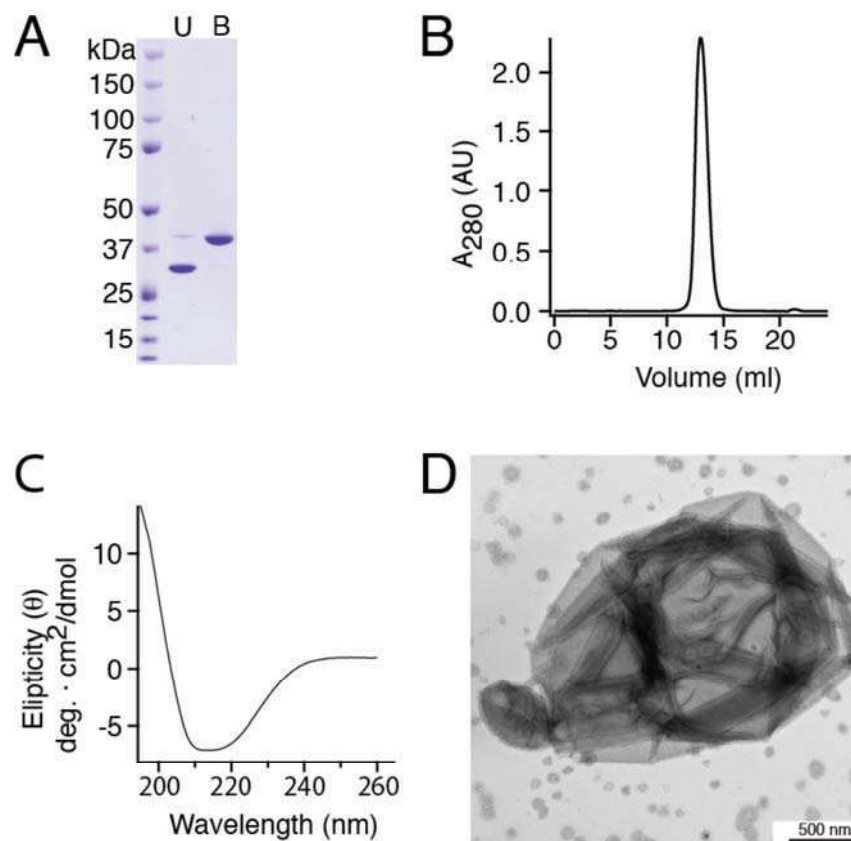 A
U B
kDa
150
100
75
50
37
25
15
B
A280 (AU)
2.0
1.5
1.0
0.5
0.0
0 5 10 15 20
Volume (ml)
C
Elipticity (θ)
deg. · cm2/dmol
10
5
0
-5
200 220 240 260
Wavelength (nm)
D
500 nm